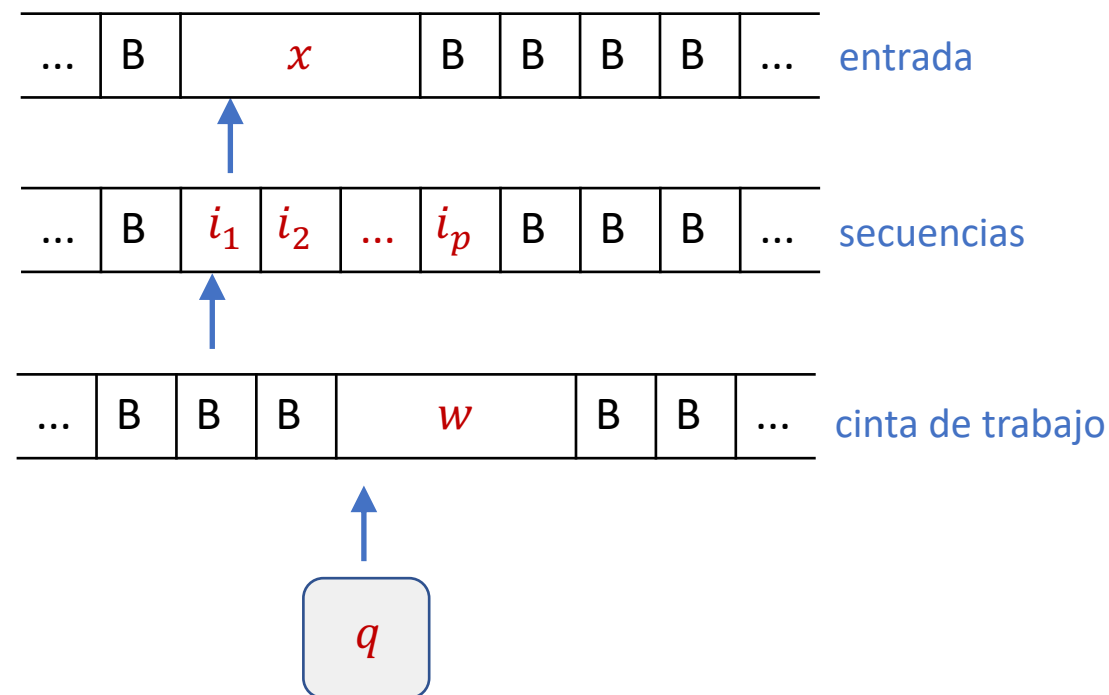 ... B x B B B B ... entrada
... B i₁ i₂ ... iₚ B B B ... secuencias
... B B B w B B ... cinta de trabajo
q